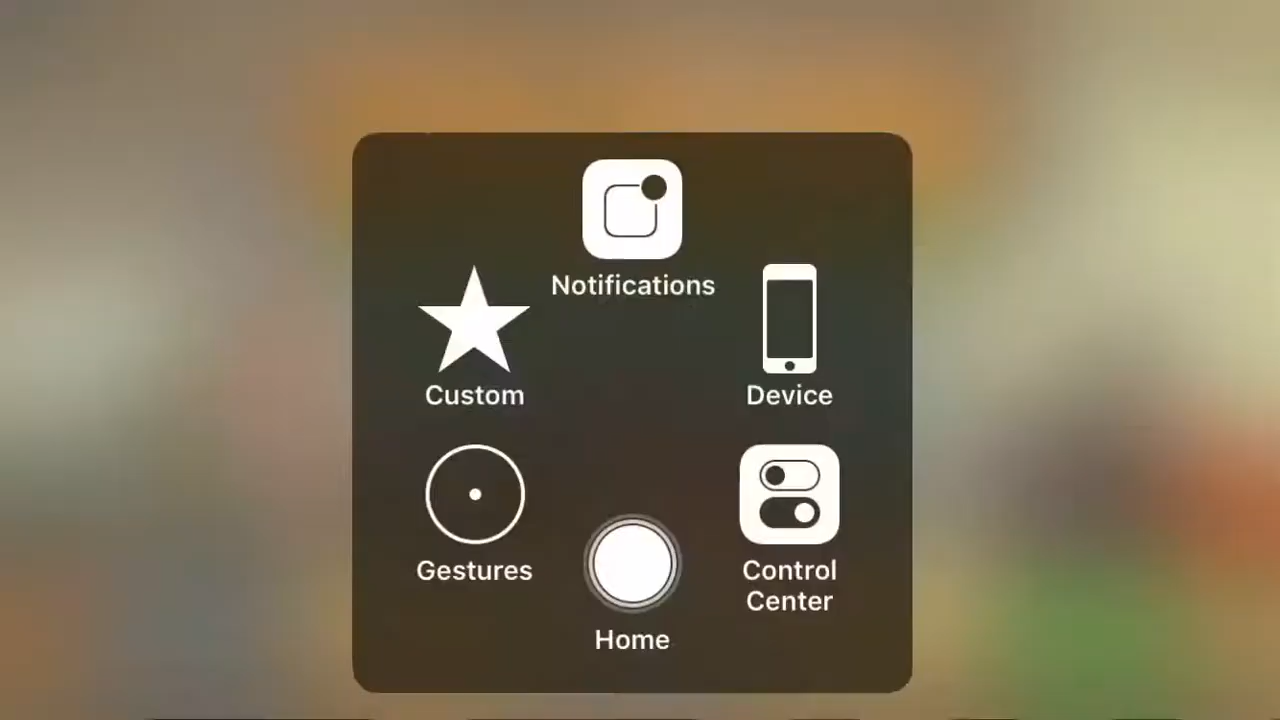 Notifications
Custom
Device
Gestures
Control
Center
Home